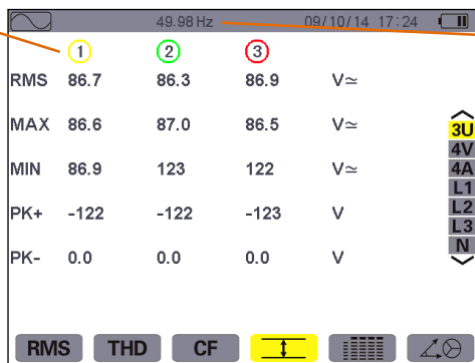 49.98 Hz 09/10/14 17:24
1 2 3
RMS 86.7 86.3 86.9 V≃
MAX 86.6 87.0 86.5 V≃
MIN 86.9 123 122 V≃
PK+ -122 -122 -123 V
PK- 0.0 0.0 0.0 V
3U
4V
4A
L1
L2
L3
N
RMS THD CF